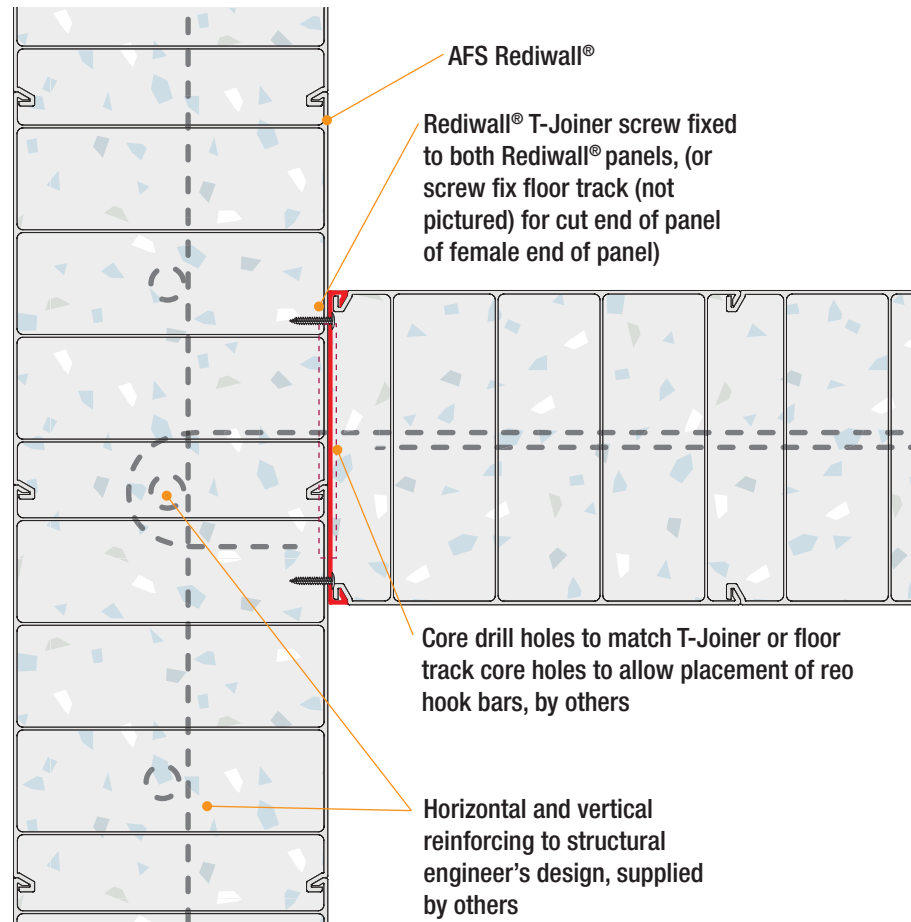 AFS Rediwall®
Rediwall® T-Joiner screw fixed
to both Rediwall® panels, (or
screw fix floor track (not
pictured) for cut end of panel
of female end of panel)
Core drill holes to match T-Joiner or floor
track core holes to allow placement of reo
hook bars, by others
Horizontal and vertical
reinforcing to structural
engineer’s design, supplied
by others